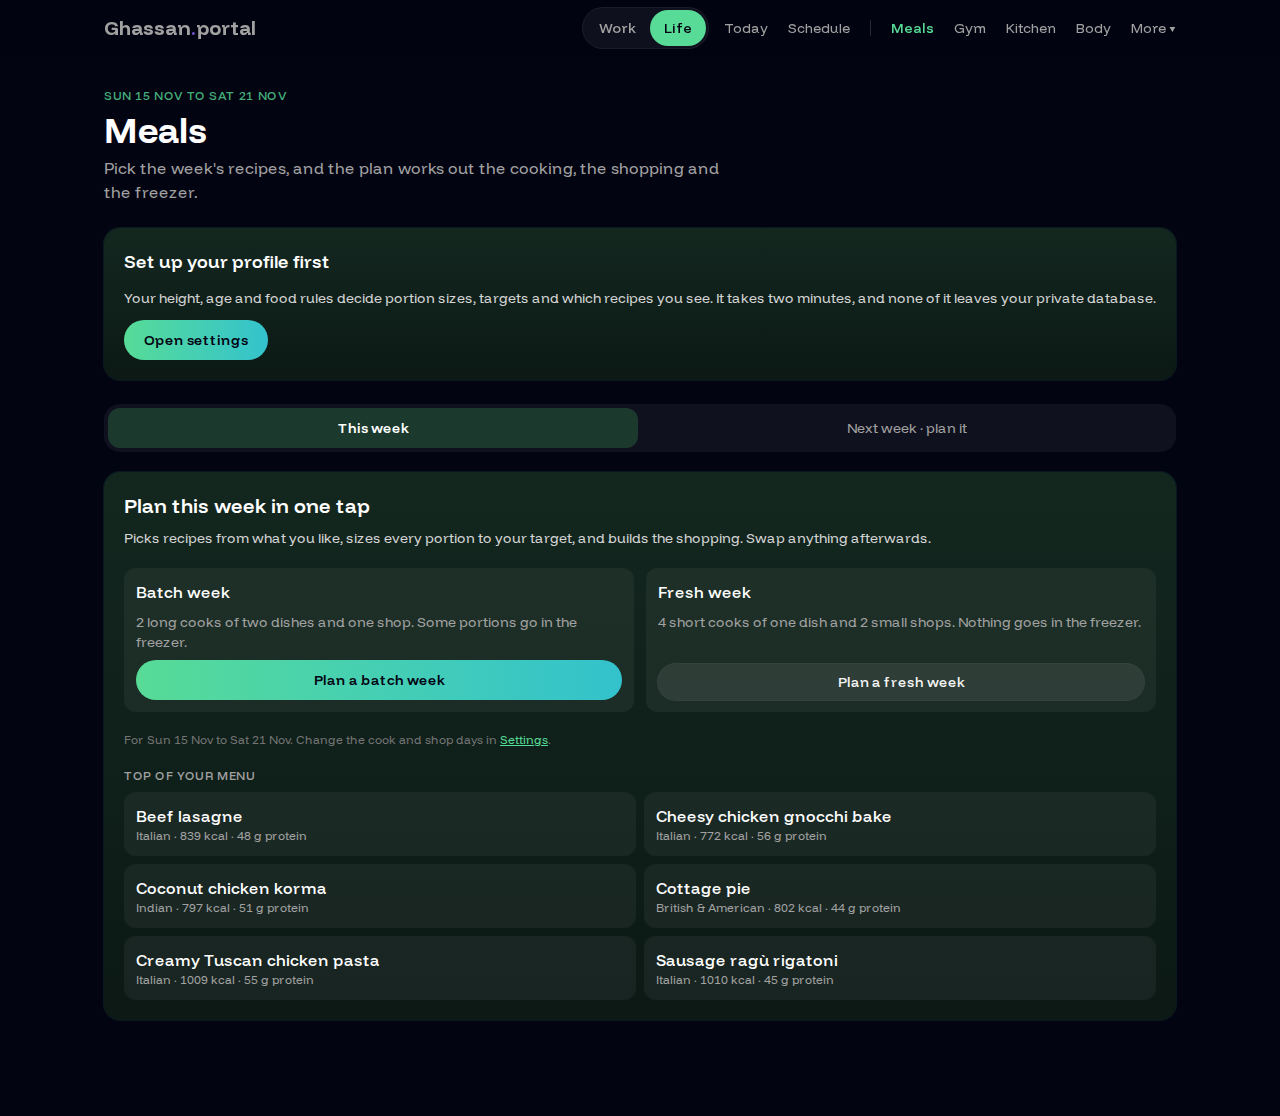 Ghassan.portal
Work Life Today Schedule Meals Gym Kitchen Body More ▾
SUN 15 NOV TO SAT 21 NOV
Meals
Pick the week's recipes, and the plan works out the cooking, the shopping and
the freezer.
Set up your profile first
Your height, age and food rules decide portion sizes, targets and which recipes you see. It takes two minutes, and none of it leaves your private database.
Open settings
This week
Next week · plan it
Plan this week in one tap
Picks recipes from what you like, sizes every portion to your target, and builds the shopping. Swap anything afterwards.
Batch week
2 long cooks of two dishes and one shop. Some portions go in the
freezer.
Plan a batch week
Fresh week
4 short cooks of one dish and 2 small shops. Nothing goes in the freezer.
Plan a fresh week
For Sun 15 Nov to Sat 21 Nov. Change the cook and shop days in Settings.
TOP OF YOUR MENU
Beef lasagne
Italian · 839 kcal · 48 g protein
Cheesy chicken gnocchi bake
Italian · 772 kcal · 56 g protein
Coconut chicken korma
Indian · 797 kcal · 51 g protein
Cottage pie
British & American · 802 kcal · 44 g protein
Creamy Tuscan chicken pasta
Italian · 1009 kcal · 55 g protein
Sausage ragù rigatoni
Italian · 1010 kcal · 45 g protein